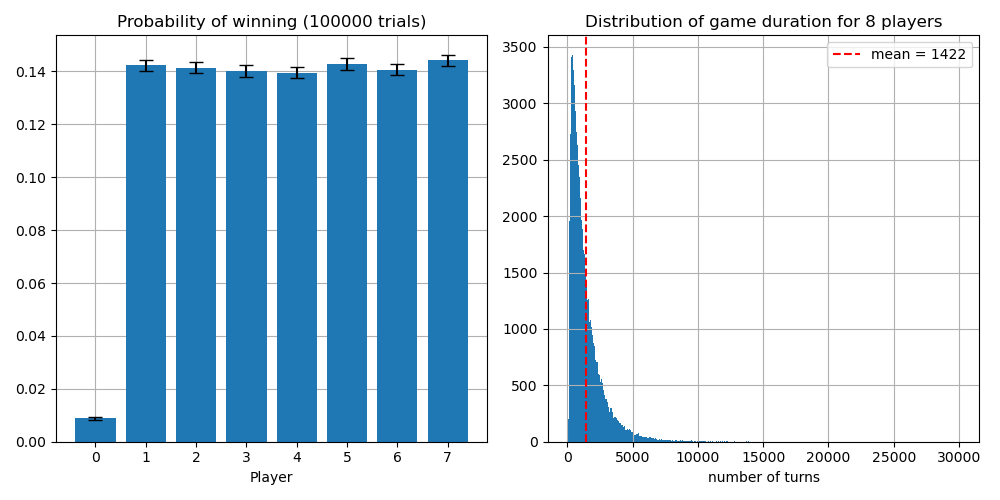 Probability of winning (100000 trials)
0.14
0.12
0.10
0.08
0.06
0.04
0.02
0.00
0 1 2 3 4 5 6 7
Player
Distribution of game duration for 8 players
mean = 1422
3500
3000
2500
2000
1500
1000
500
0
0 5000 10000 15000 20000 25000 30000
number of turns